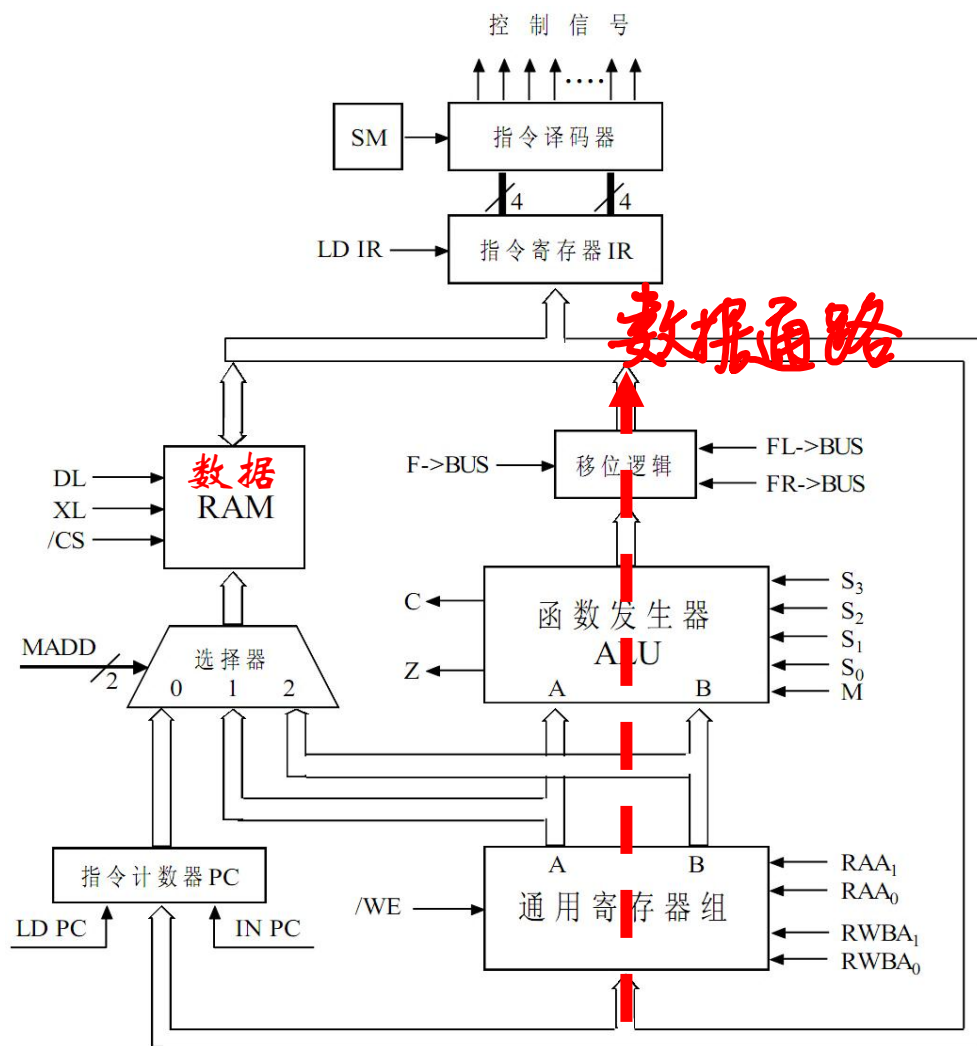 控制信号
SM
指令译码器
4
4
LD IR
指令寄存器IR
数据通路
DL
XL
/CS
数据
RAM
F->BUS
移位逻辑
FL->BUS
FR->BUS
C
Z
函数发生器
ALU
A
B
S₃
S₂
S₁
S₀
M
MADD
2
选择器
0
1
2
指令计数器PC
LD PC
IN PC
/WE
A
B
通用寄存器组
RAA₁
RAA₀
RWBA₁
RWBA₀